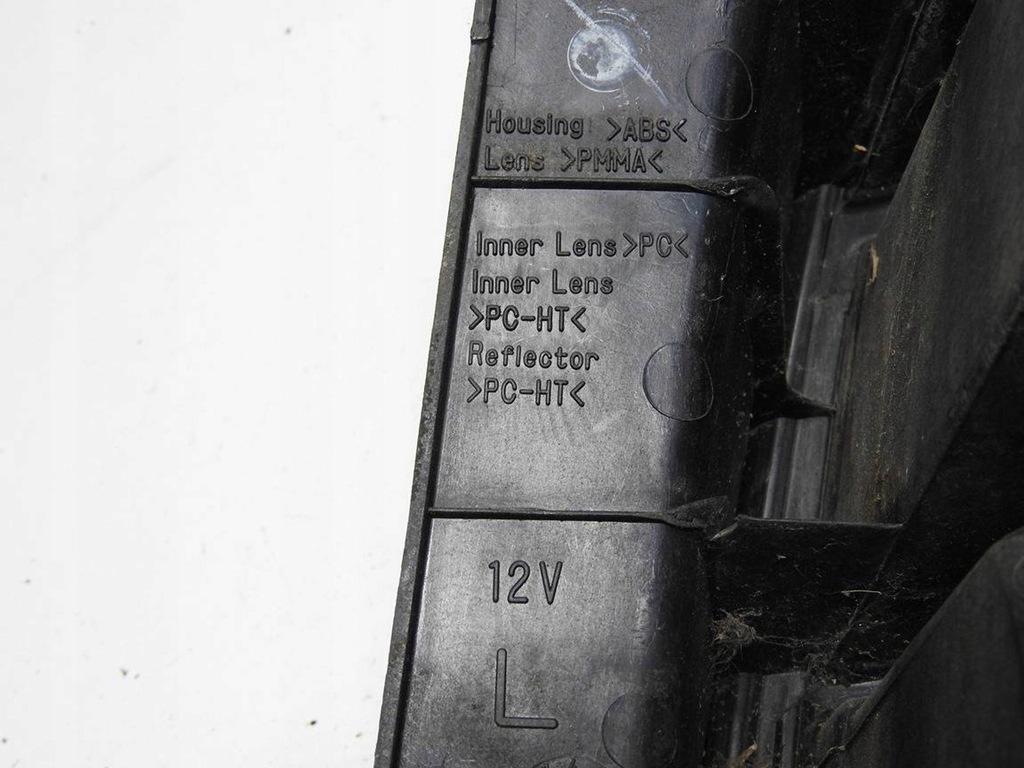 Housing >ABS<
Lens >PMMA<
Inner Lens >PC<
Inner Lens
>PC-HT<
Reflector
>PC-HT<
12V
L